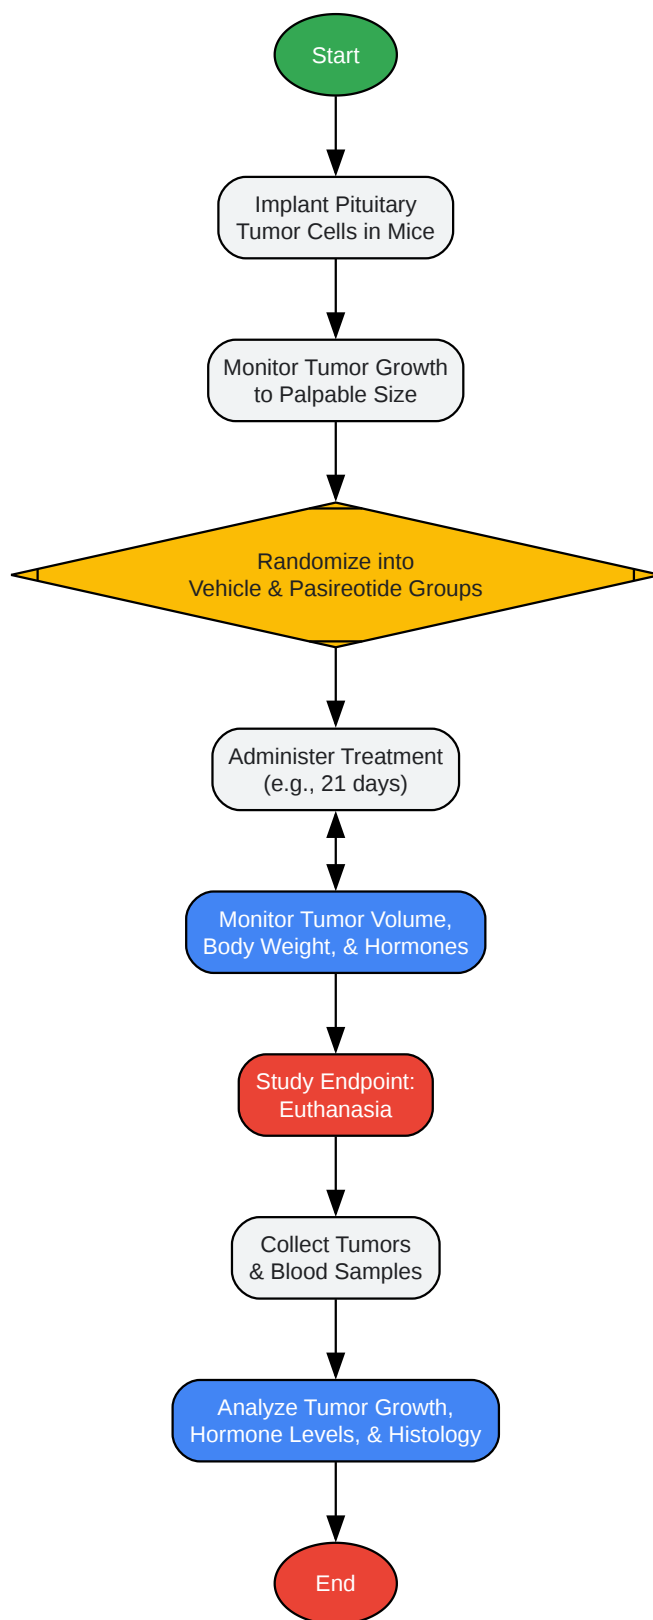 Start
Implant Pituitary
Tumor Cells in Mice
Monitor Tumor Growth
to Palpable Size
Randomize into
Vehicle & Pasireotide Groups
Administer Treatment
(e.g., 21 days)
Monitor Tumor Volume,
Body Weight, & Hormones
Study Endpoint:
Euthanasia
Collect Tumors
& Blood Samples
Analyze Tumor Growth,
Hormone Levels, & Histology
End